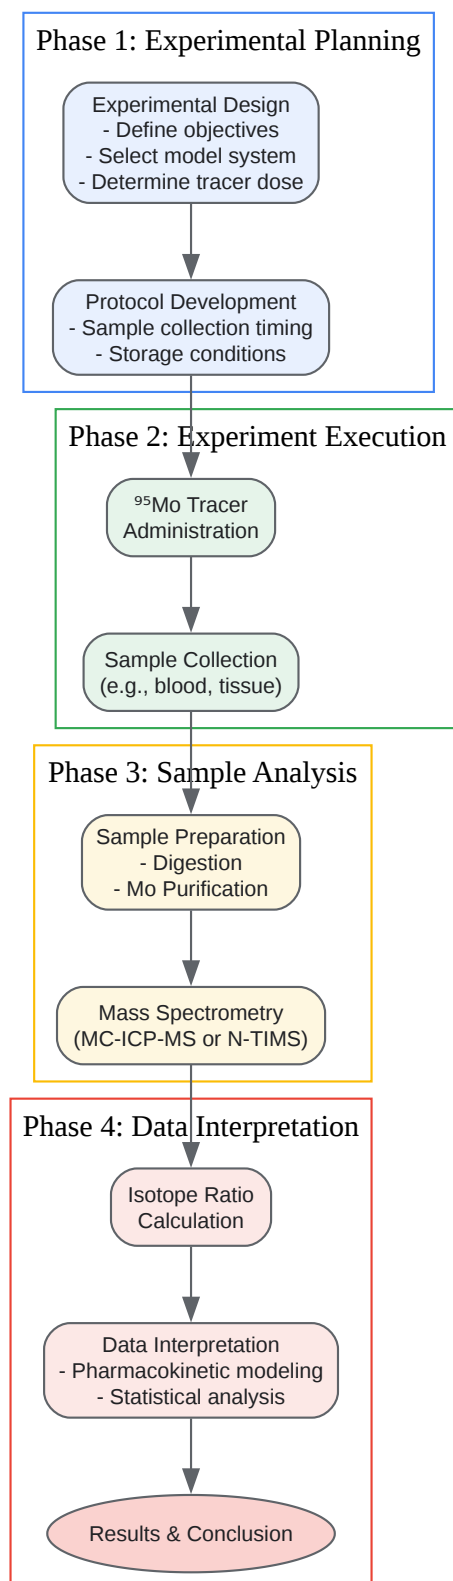 Phase 1: Experimental Planning
Experimental Design
- Define objectives
- Select model system
- Determine tracer dose
Protocol Development
- Sample collection timing
- Storage conditions
Phase 2: Experiment Execution
⁹⁵Mo Tracer
Administration
Sample Collection
(e.g., blood, tissue)
Phase 3: Sample Analysis
Sample Preparation
- Digestion
- Mo Purification
Mass Spectrometry
(MC-ICP-MS or N-TIMS)
Phase 4: Data Interpretation
Isotope Ratio
Calculation
Data Interpretation
- Pharmacokinetic modeling
- Statistical analysis
Results & Conclusion